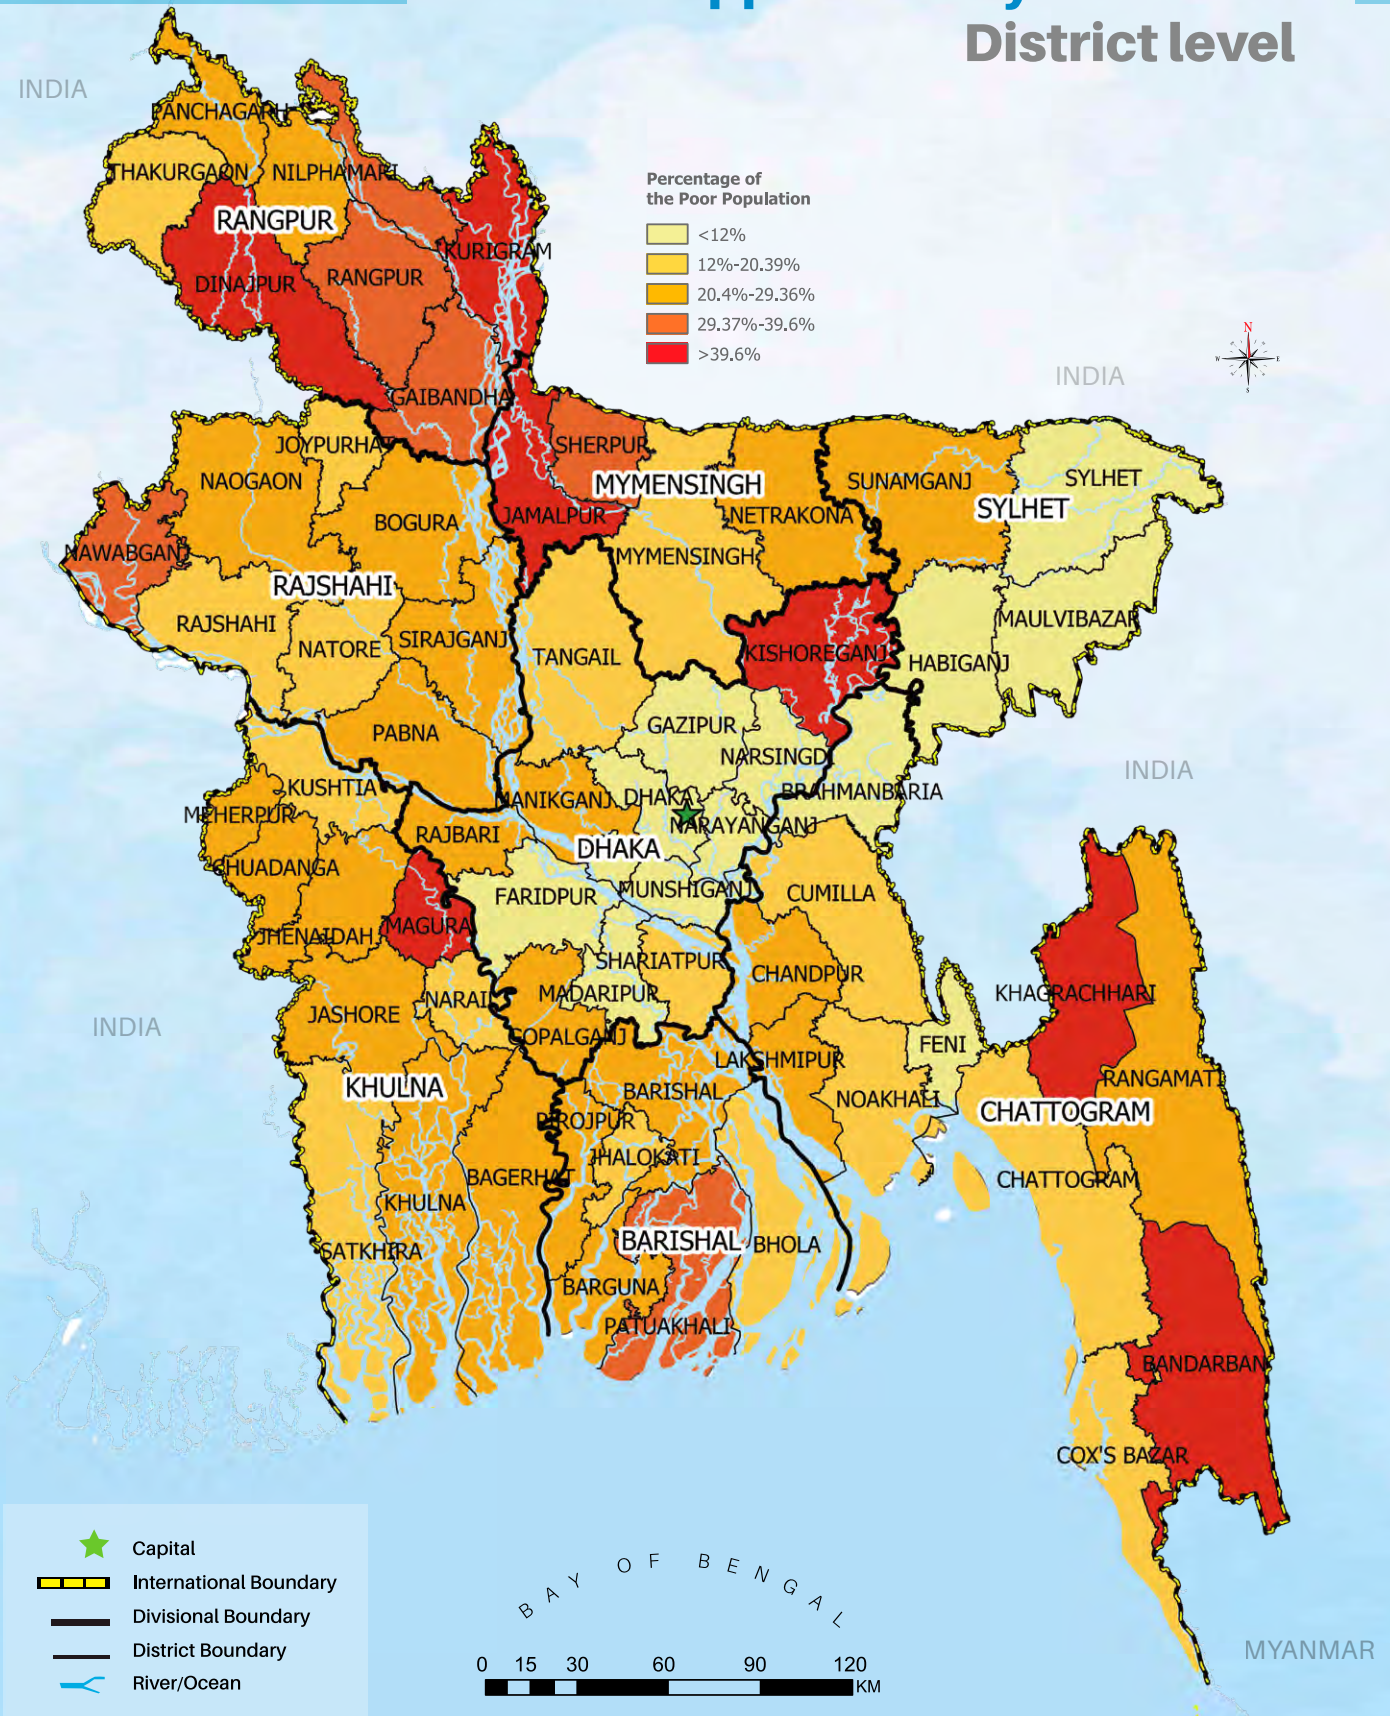 District level
INDIA
PANCHAGARH
THAKURGAON
NILPHAMARI
RANGPUR
KURIGRAM
DINAJPUR
RANGPUR
GAIBANDHA
Percentage of
the Poor Population
<12%
12%-20.39%
20.4%-29.36%
29.37%-39.6%
>39.6%
N
W
E
S
INDIA
JOYPURHAT
SHERPUR
NAOGAON
MYMENSINGH
SUNAMGANJ
SYLHET
SYLHET
BOGURA
JAMALPUR
NETRAKONA
NAWABGANJ
MYMENSINGH
RAJSHAHI
RAJSHAHI
NATORE
SIRAJGANJ
TANGAIL
KISHOREGANJ
HABIGANJ
MAULVIBAZAR
PABNA
GAZIPUR
NARSINGDI
INDIA
KUSHTIA
MANIKGANJ
DHAKA
BRAHMANBARIA
MEHERPUR
RAJBARI
NARAYANGANJ
DHAKA
CHUADANGA
FARIDPUR
MUNSHIGANJ
CUMILLA
JHENAIDAH
MAGURA
SHARIATPUR
CHANDPUR
KHAGRACHHARI
INDIA
JASHORE
NARAIL
MADARIPUR
GOPALGANJ
LAKSHMIPUR
FENI
RANGAMATI
KHULNA
BARISHAL
NOAKHALI
CHATTOGRAM
PIROJPUR
JHALOKATI
BAGERHAT
CHATTOGRAM
KHULNA
SATKHIRA
BARISHAL
BHOLA
BARGUNA
PATUAKHALI
BANDARBAN
COX'S BAZAR
Capital
International Boundary
Divisional Boundary
District Boundary
River/Ocean
BAY OF BENGAL
0 15 30 60 90 120
KM
MYANMAR